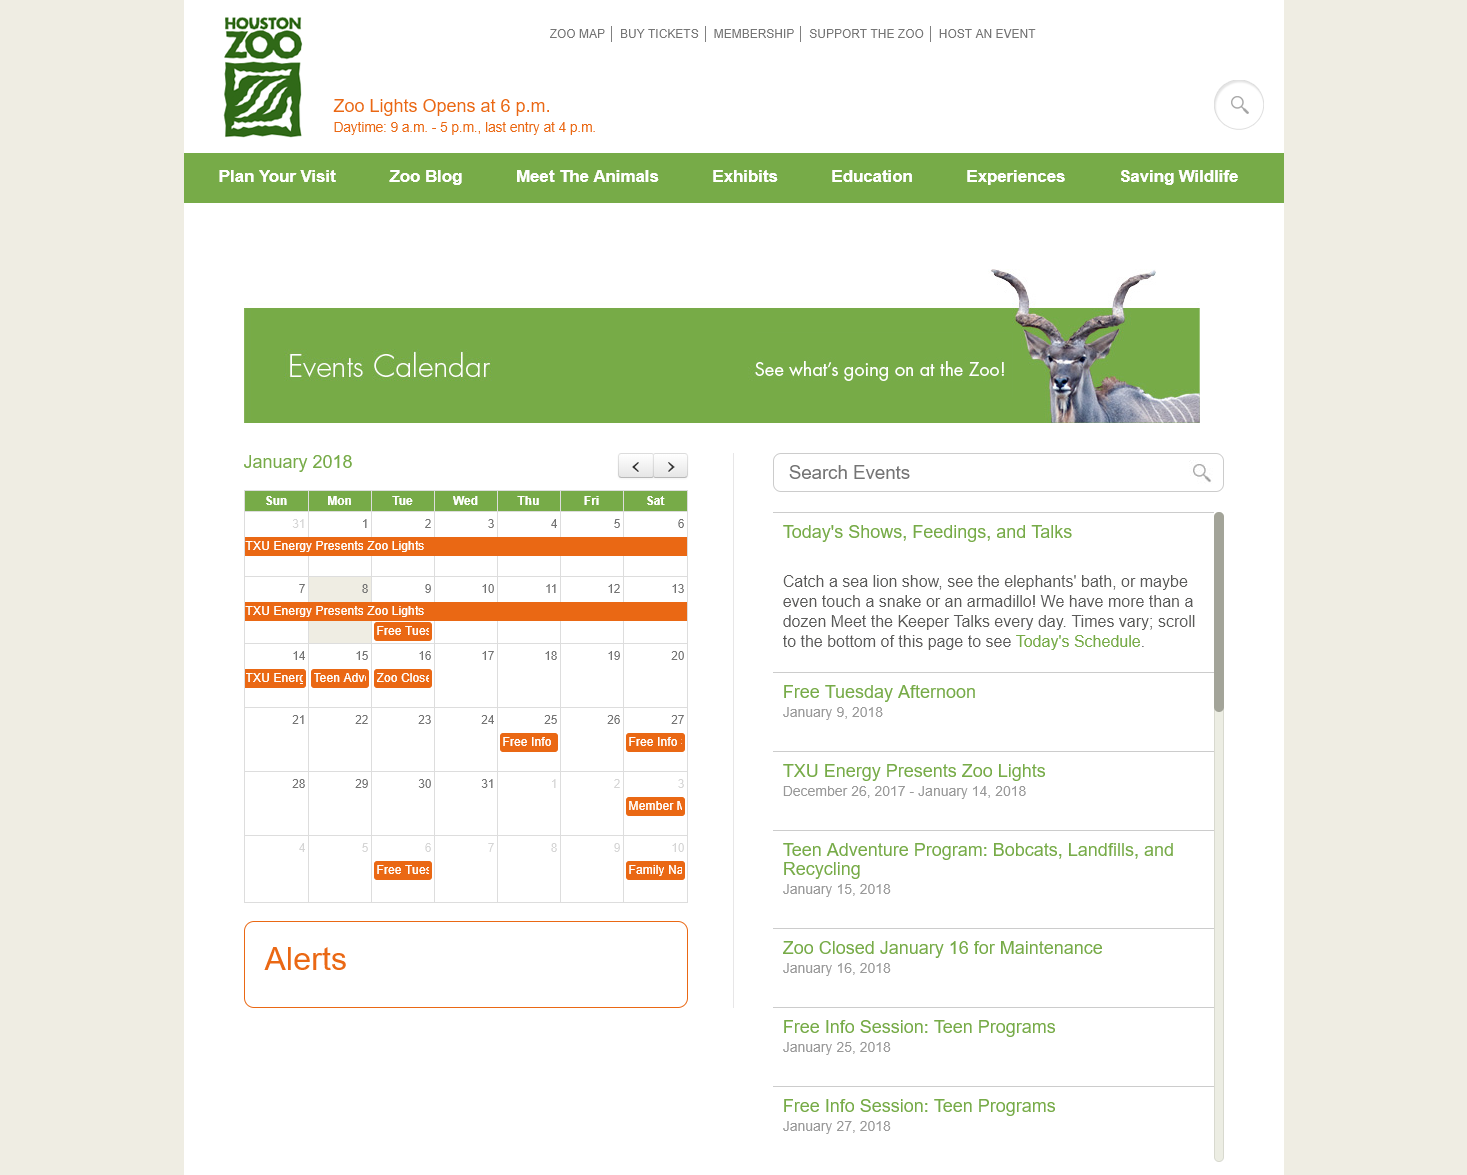 HOUSTON
ZOO
ZOO MAP
BUY TICKETS
MEMBERSHIP
SUPPORT THE ZOO
HOST AN EVENT
Zoo Lights Opens at 6 p.m.
Daytime: 9 a.m. - 5 p.m., last entry at 4 p.m.
Plan Your Visit
Zoo Blog
Meet The Animals
Exhibits
Education
Experiences
Saving Wildlife
Events Calendar
See what's going on at the Zoo!
January 2018
Sun Mon Tue Wed Thu Fri Sat
31 1 2 3 4 5 6
TXU Energy Presents Zoo Lights
7 8 9 10 11 12 13
TXU Energy Presents Zoo Lights
Free Tues
14 15 16 17 18 19 20
TXU Energ Teen Adv Zoo Close
21 22 23 24 25 26 27
Free Info Free Info
28 29 30 31 1 2 3
Member M
4 5 6 7 8 9 10
Free Tues Family Na
Alerts
Search Events
Today's Shows, Feedings, and Talks
Catch a sea lion show, see the elephants' bath, or maybe
even touch a snake or an armadillo! We have more than a
dozen Meet the Keeper Talks every day. Times vary; scroll
to the bottom of this page to see Today's Schedule.
Free Tuesday Afternoon
January 9, 2018
TXU Energy Presents Zoo Lights
December 26, 2017 - January 14, 2018
Teen Adventure Program: Bobcats, Landfills, and
Recycling
January 15, 2018
Zoo Closed January 16 for Maintenance
January 16, 2018
Free Info Session: Teen Programs
January 25, 2018
Free Info Session: Teen Programs
January 27, 2018